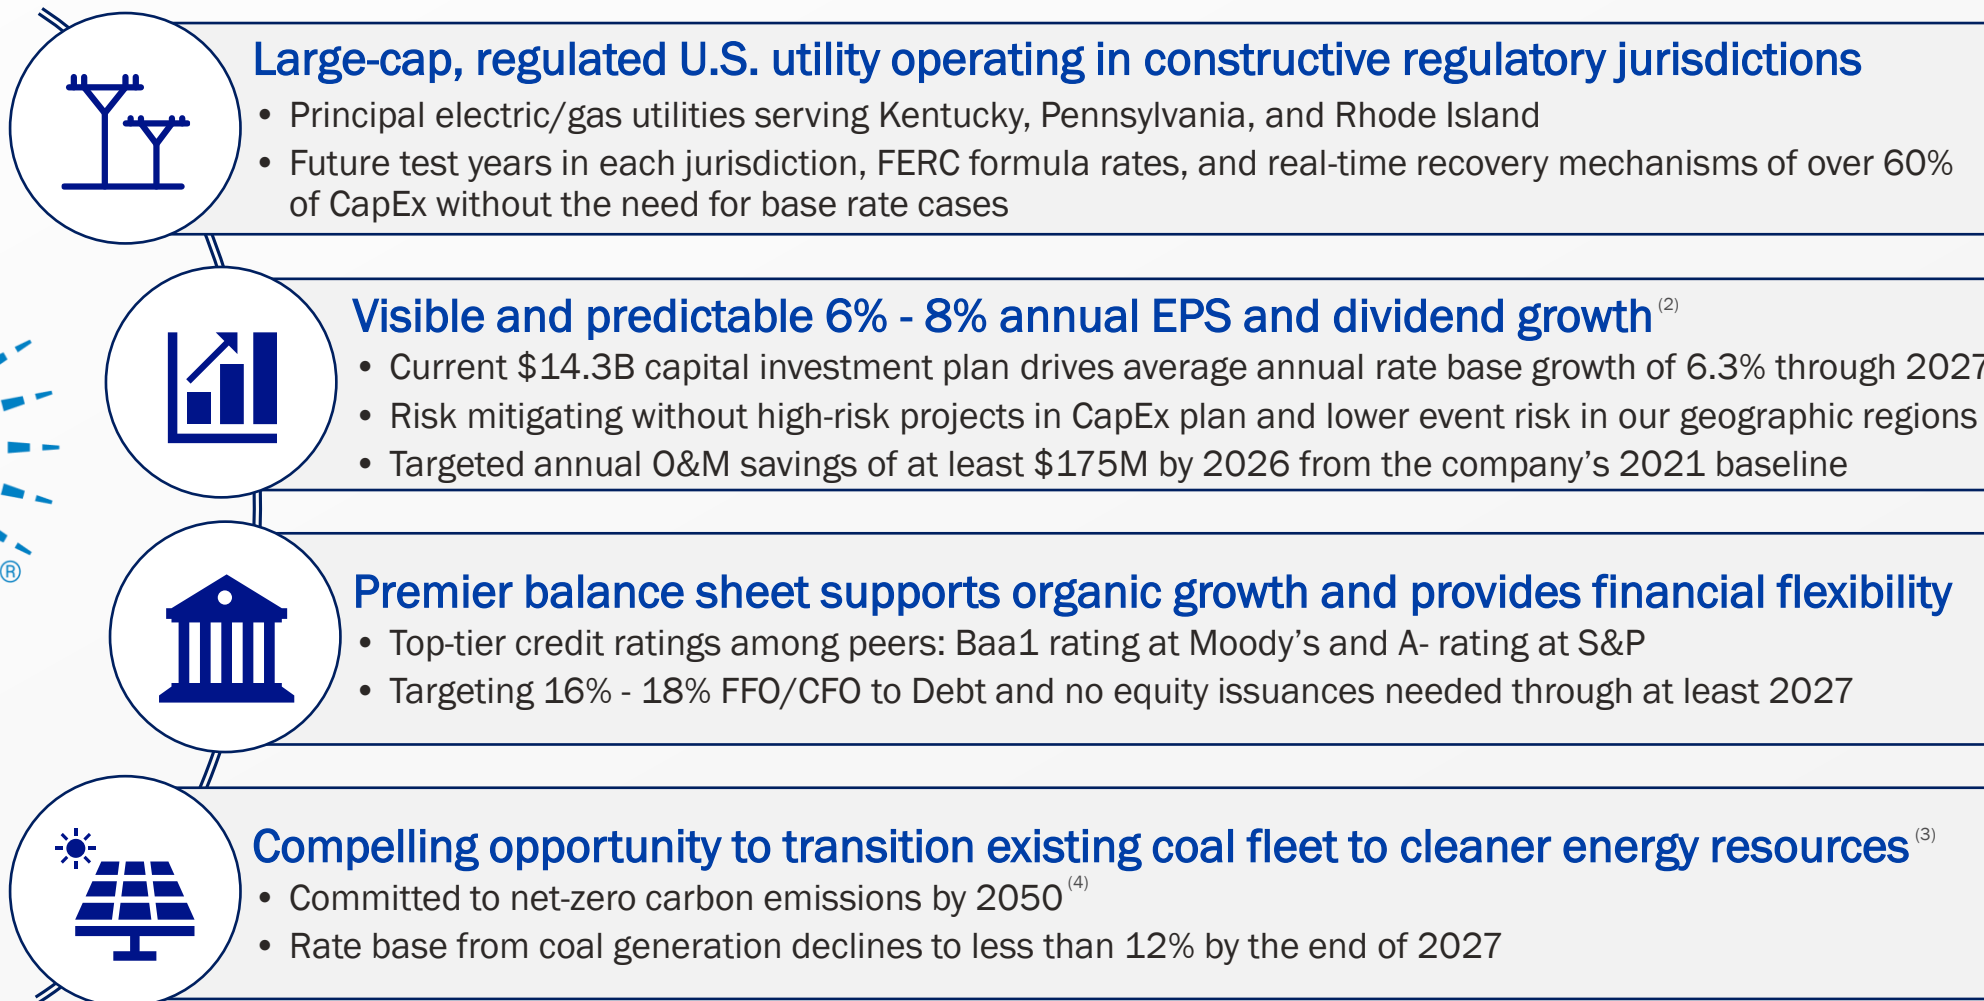 Large-cap, regulated U.S. utility operating in constructive regulatory jurisdictions
• Principal electric/gas utilities serving Kentucky, Pennsylvania, and Rhode Island
• Future test years in each jurisdiction, FERC formula rates, and real-time recovery mechanisms of over 60%
of CapEx without the need for base rate cases
Visible and predictable 6% - 8% annual EPS and dividend growth (2)
• Current $14.3B capital investment plan drives average annual rate base growth of 6.3% through 2027
• Risk mitigating without high-risk projects in CapEx plan and lower event risk in our geographic regions
• Targeted annual O&M savings of at least $175M by 2026 from the company’s 2021 baseline
®
Premier balance sheet supports organic growth and provides financial flexibility
• Top-tier credit ratings among peers: Baa1 rating at Moody’s and A- rating at S&P
• Targeting 16% - 18% FFO/CFO to Debt and no equity issuances needed through at least 2027
Compelling opportunity to transition existing coal fleet to cleaner energy resources (3)
• Committed to net-zero carbon emissions by 2050 (4)
• Rate base from coal generation declines to less than 12% by the end of 2027